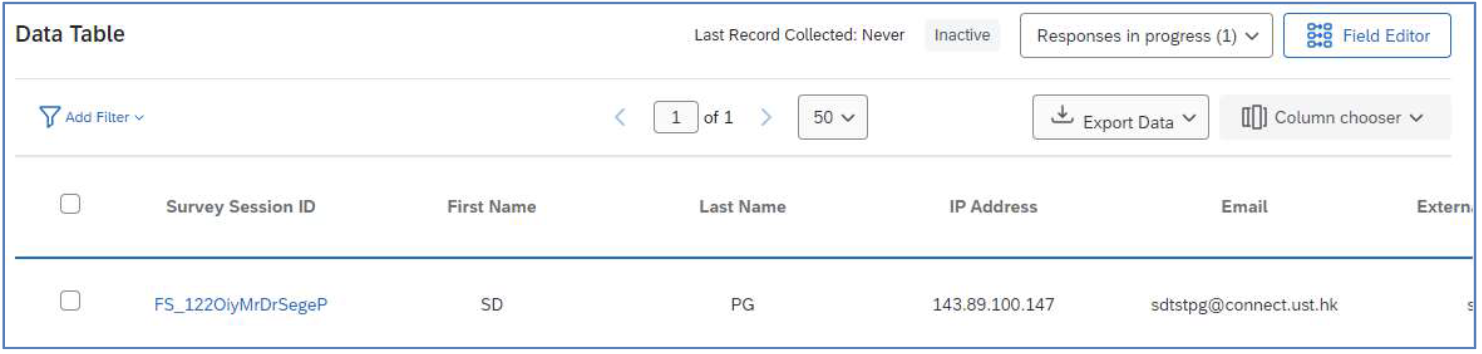 Data Table Last Record Collected: Never Inactive Responses in progress (1) Field Editor
Add Filter 1 of 1 50 Export Data Column chooser
Survey Session ID First Name Last Name IP Address Email Extern
FS_122OiyMrDrSegeP SD PG 143.89.100.147 sdtstpg@connect.ust.hk s